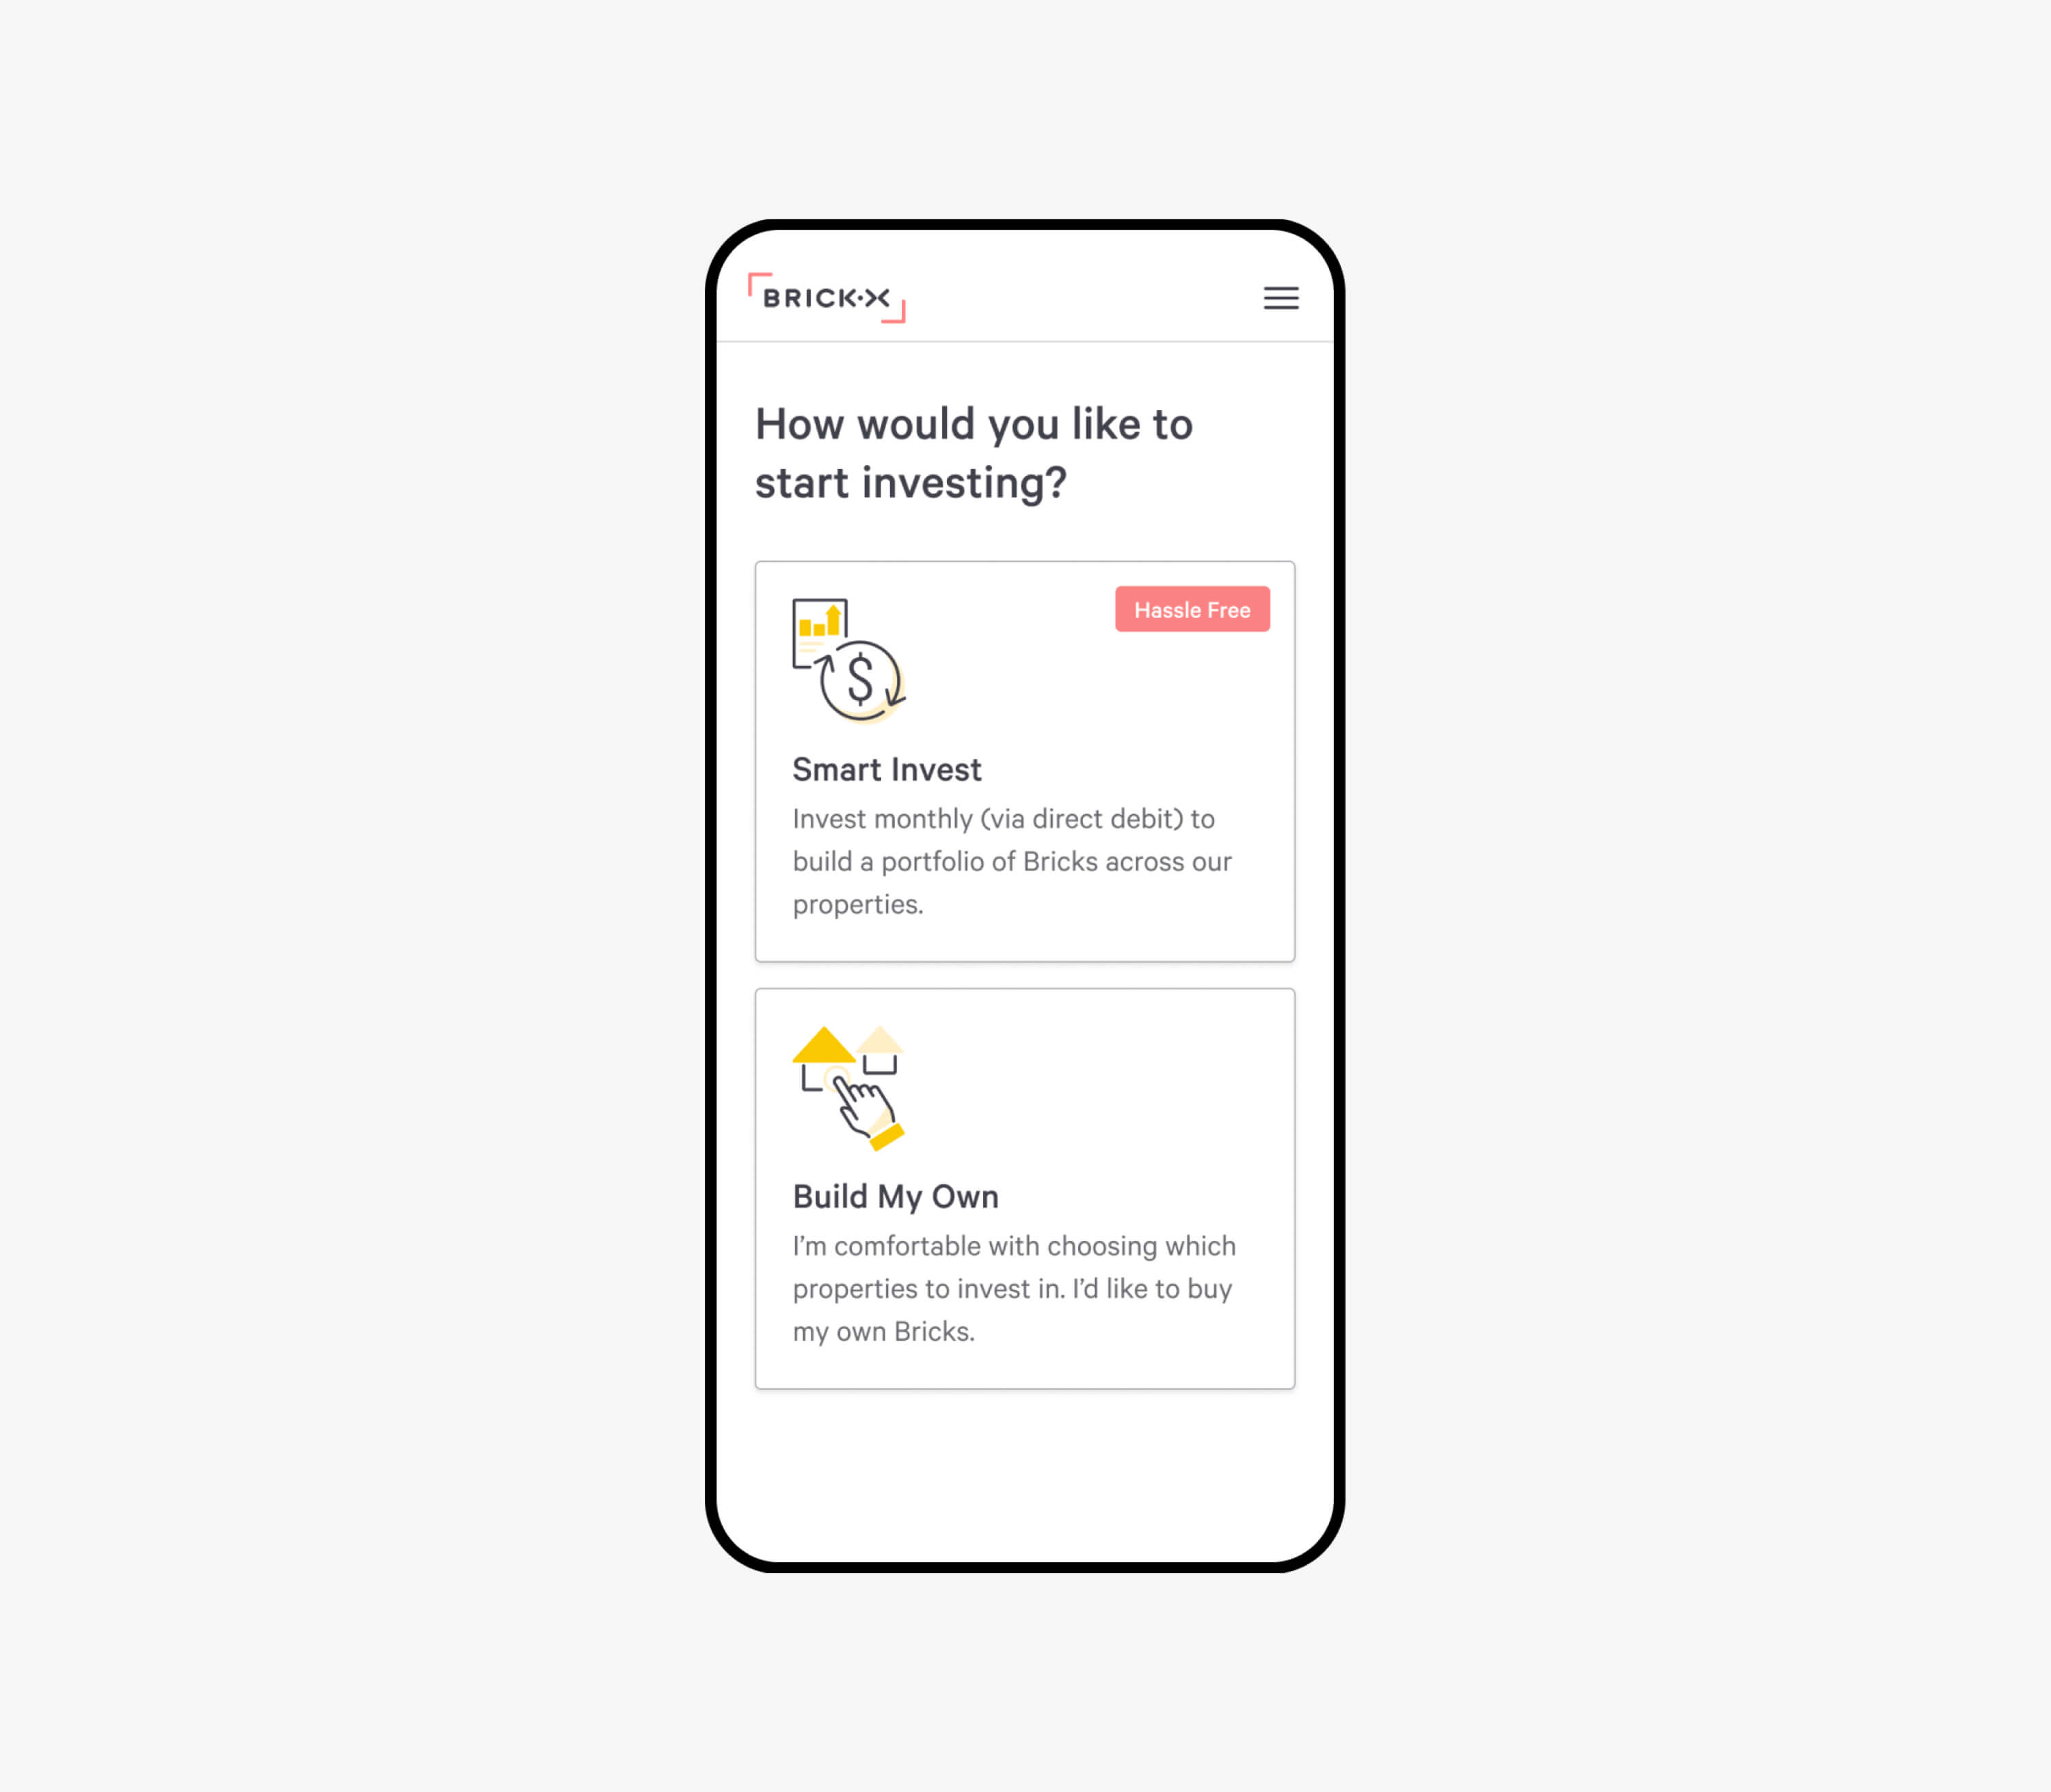 BRICK·X
How would you like to
start investing?
Hassle Free
$
Smart Invest
Invest monthly (via direct debit) to
build a portfolio of Bricks across our
properties.
Build My Own
I’m comfortable with choosing which
properties to invest in. I’d like to buy
my own Bricks.